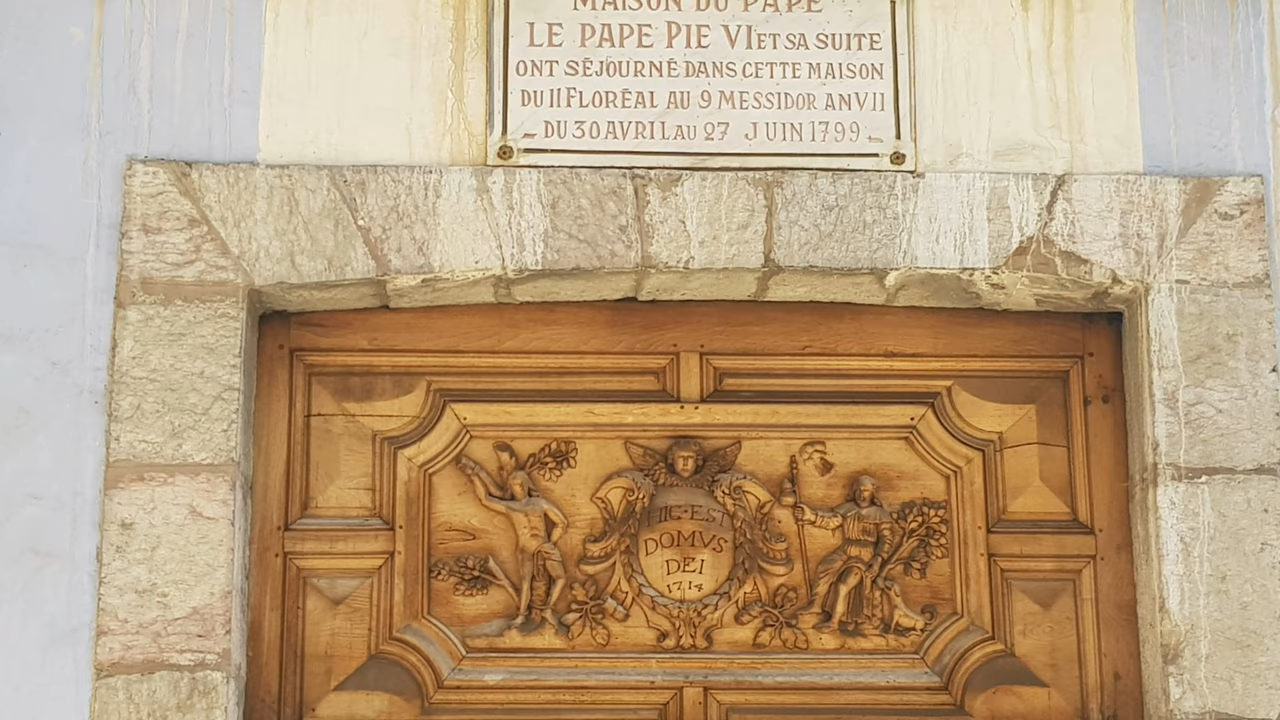 MAISON DU PAPE
LE PAPE PIE VI ET SA SUITE
ONT SÉJOURNÉ DANS CETTE MAISON
DU 11 FLORÉAL AU 9 MESSIDOR AN VII
- DU 30 AVRIL AU 27 JUIN 1799 -
HIC · EST
DOMVS
DEI
1714